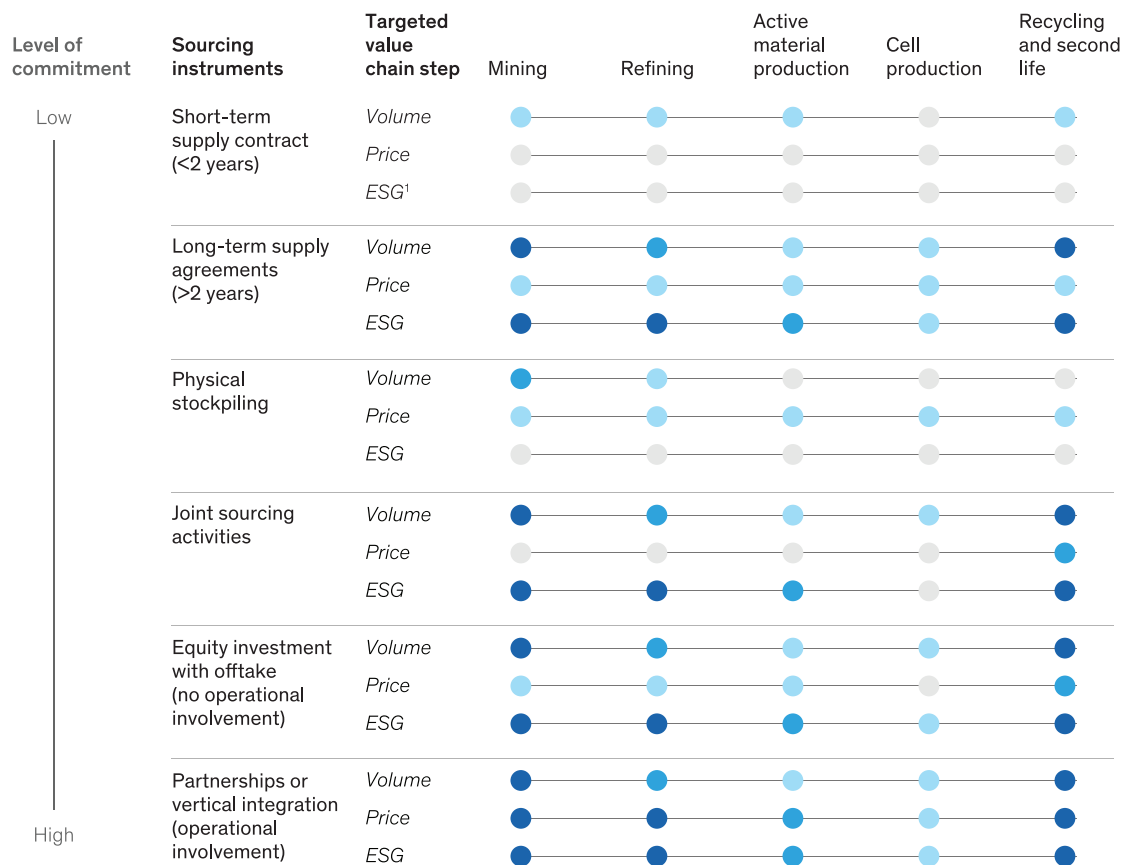 Level of
commitment
Sourcing
instruments
Targeted
value
chain step
Mining
Refining
Active
material
production
Cell
production
Recycling
and second
life
Low
High
Short-term
supply contract
(<2 years)
Volume
Price
ESG¹
Long-term supply
agreements
(>2 years)
Volume
Price
ESG
Physical
stockpiling
Volume
Price
ESG
Joint sourcing
activities
Volume
Price
ESG
Equity investment
with offtake
(no operational
involvement)
Volume
Price
ESG
Partnerships or
vertical integration
(operational
involvement)
Volume
Price
ESG